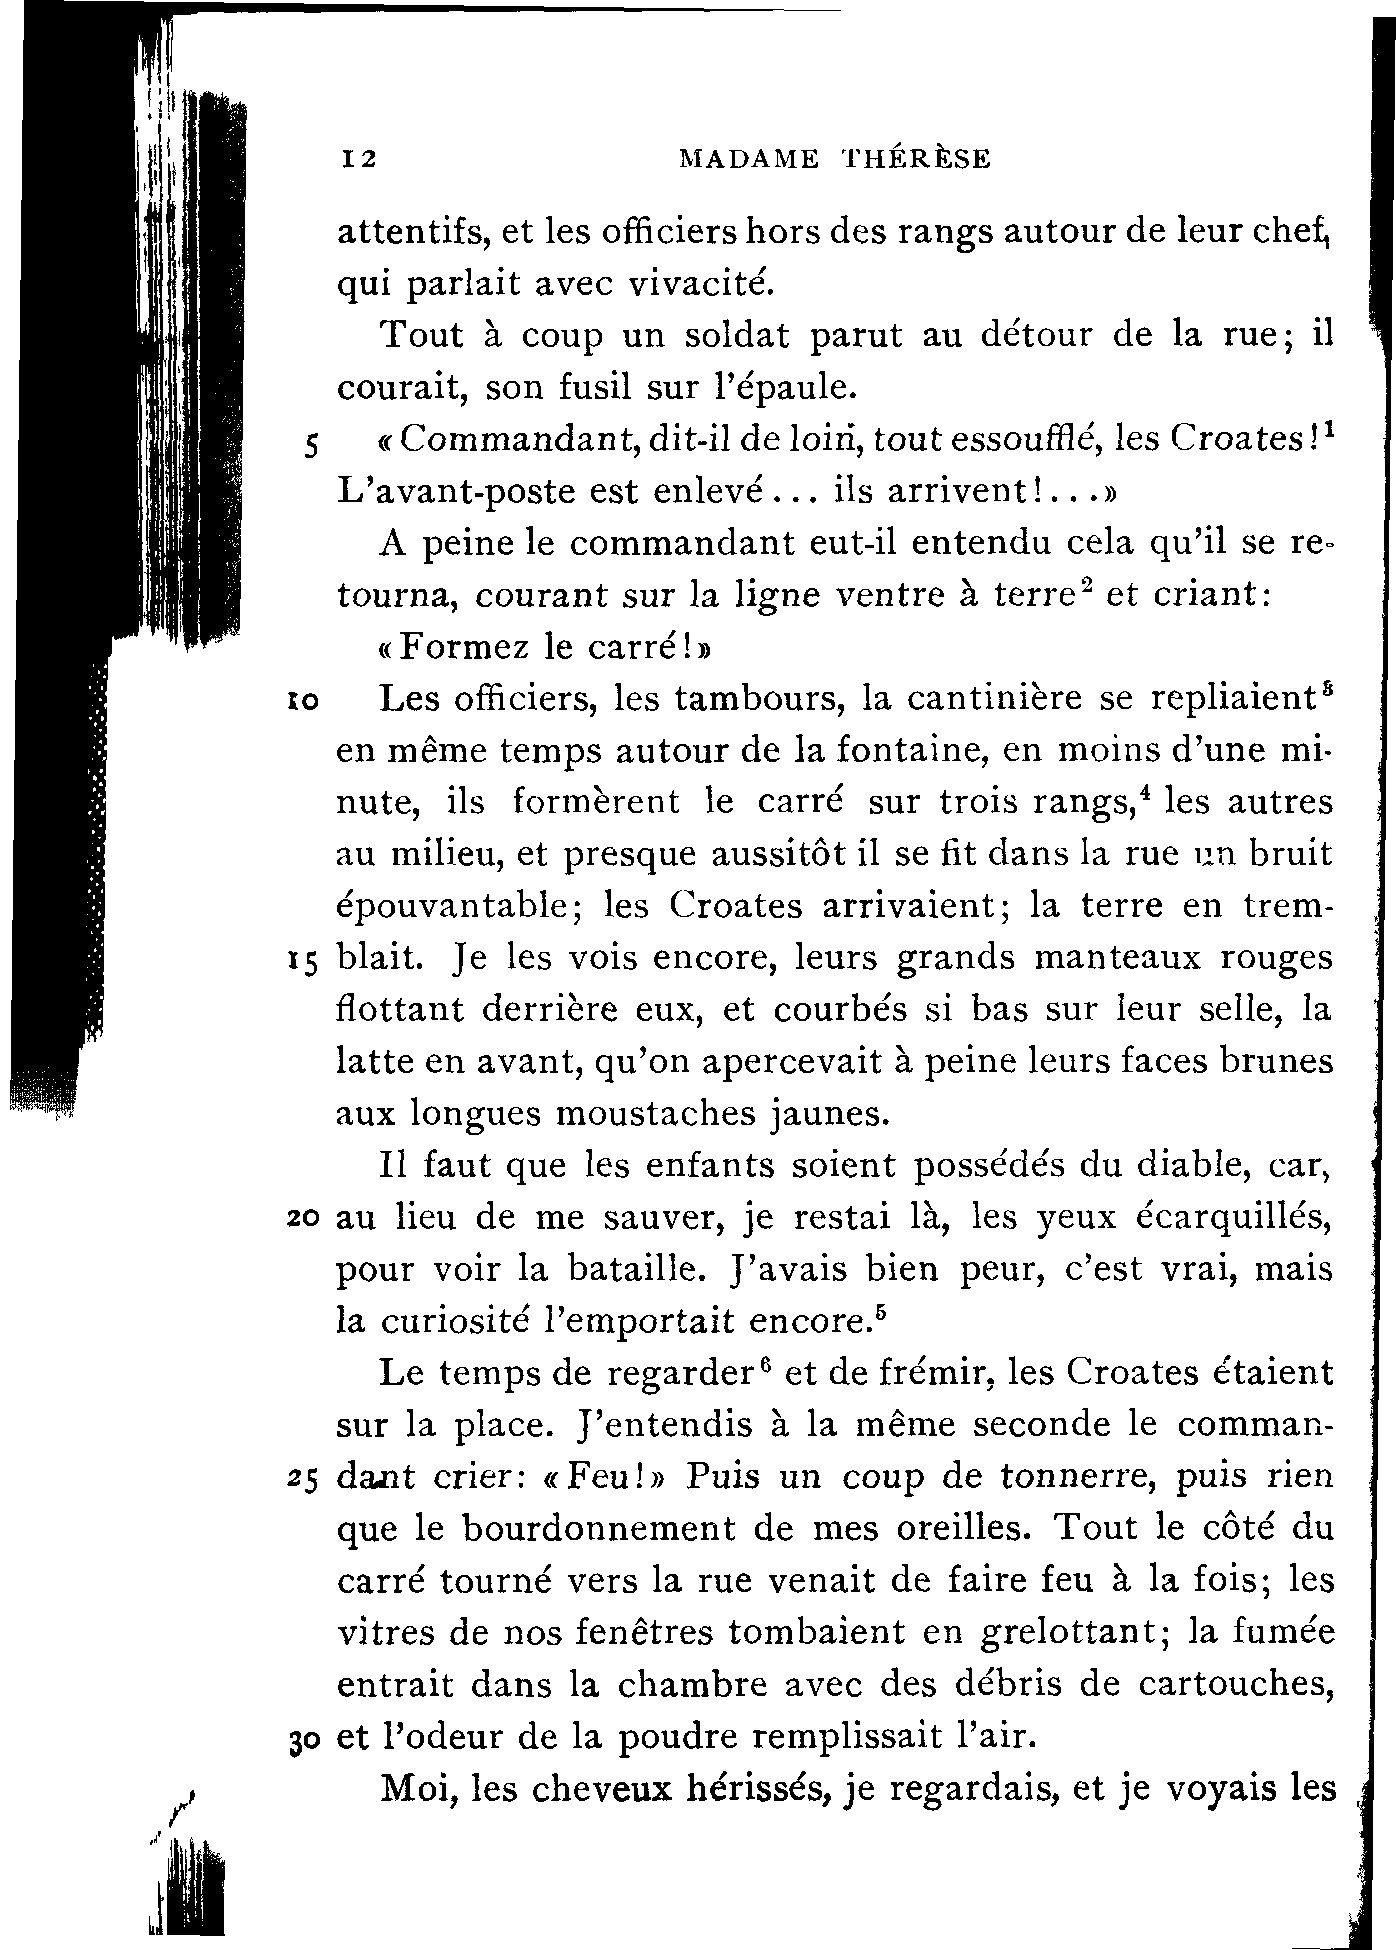 12 MADAME THÉRÈSE
attentifs, et les officiers hors des rangs autour de leur chef,
qui parlait avec vivacité.
Tout à coup un soldat parut au détour de la rue; il
courait, son fusil sur l'épaule.
5 «Commandant, dit-il de loin, tout essoufflé, les Croates!¹
L'avant-poste est enlevé... ils arrivent!...»
A peine le commandant eut-il entendu cela qu'il se re-
tourna, courant sur la ligne ventre à terre² et criant:
«Formez le carré!»
10 Les officiers, les tambours, la cantinière se repliaient³
en même temps autour de la fontaine, en moins d'une mi-
nute, ils formèrent le carré sur trois rangs,⁴ les autres
au milieu, et presque aussitôt il se fit dans la rue un bruit
épouvantable; les Croates arrivaient; la terre en trem-
15 blait. Je les vois encore, leurs grands manteaux rouges
flottant derrière eux, et courbés si bas sur leur selle, la
latte en avant, qu'on apercevait à peine leurs faces brunes
aux longues moustaches jaunes.
Il faut que les enfants soient possédés du diable, car,
20 au lieu de me sauver, je restai là, les yeux écarquillés,
pour voir la bataille. J'avais bien peur, c'est vrai, mais
la curiosité l'emportait encore.⁵
Le temps de regarder⁶ et de frémir, les Croates étaient
sur la place. J'entendis à la même seconde le comman-
25 dant crier: «Feu!» Puis un coup de tonnerre, puis rien
que le bourdonnement de mes oreilles. Tout le côté du
carré tourné vers la rue venait de faire feu à la fois; les
vitres de nos fenêtres tombaient en grelottant; la fumée
entrait dans la chambre avec des débris de cartouches,
30 et l'odeur de la poudre remplissait l'air.
Moi, les cheveux hérissés, je regardais, et je voyais les